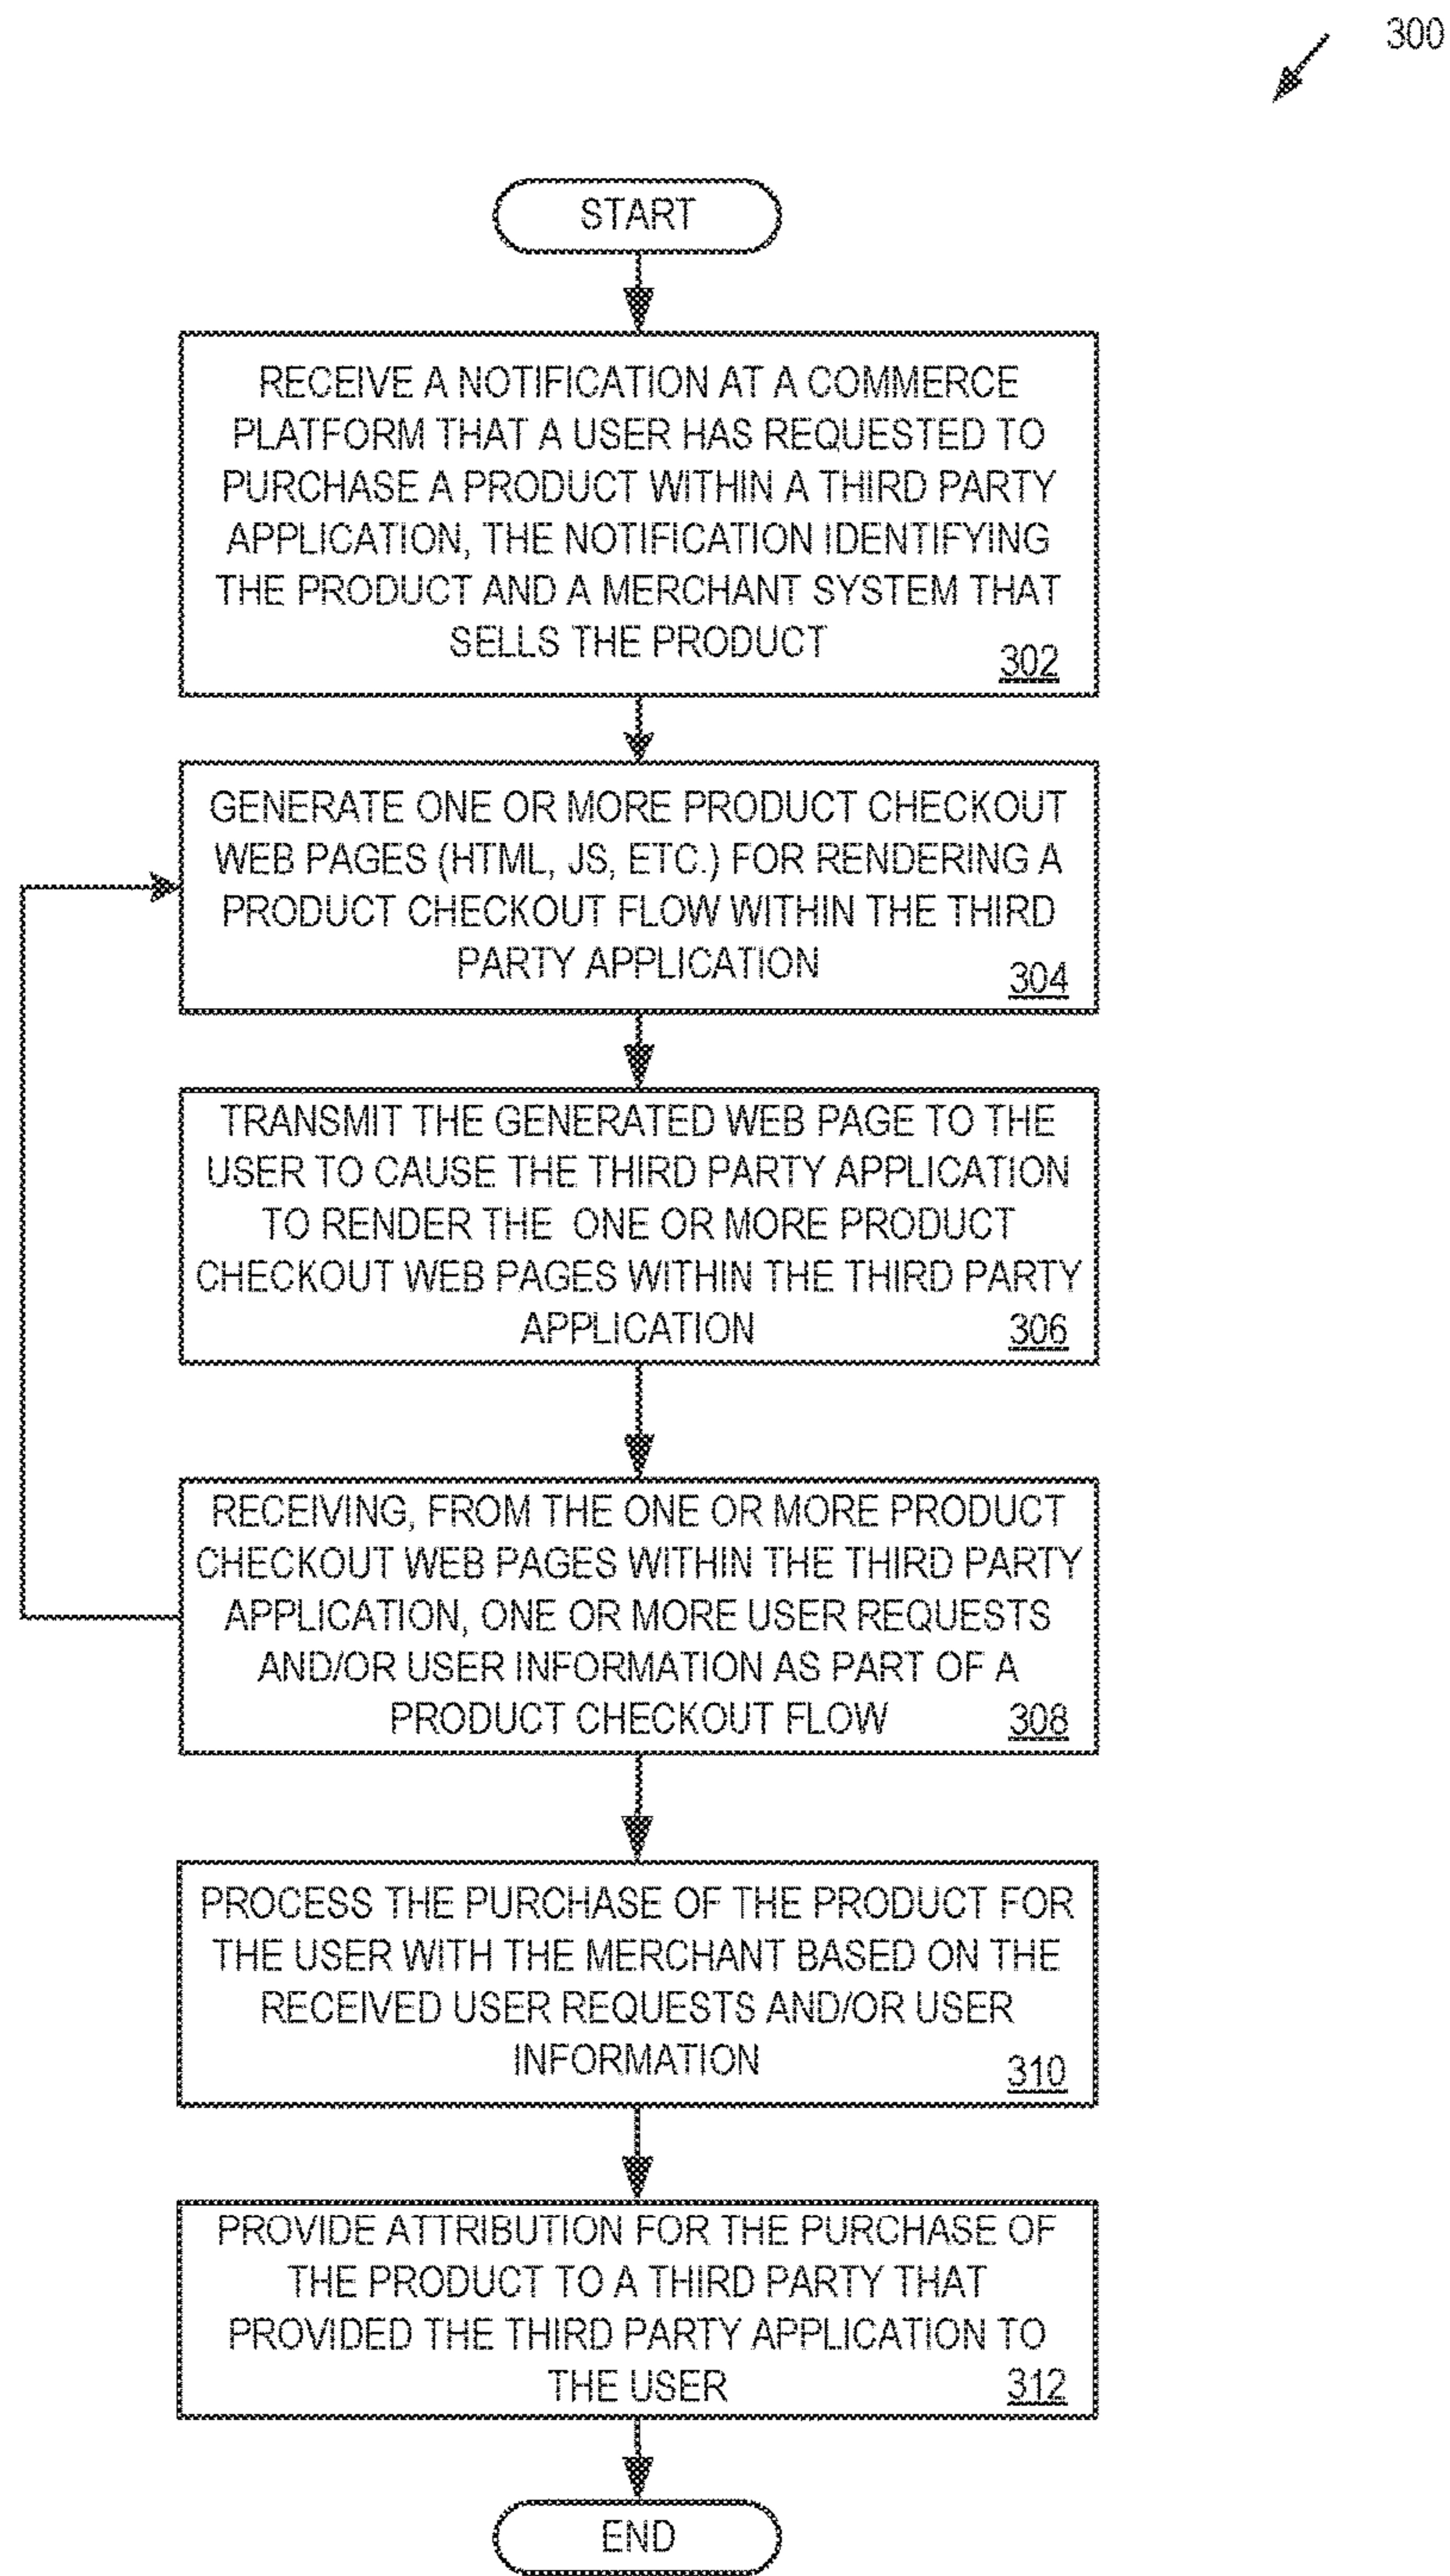 300
START
RECEIVE A NOTIFICATION AT A COMMERCE
PLATFORM THAT A USER HAS REQUESTED TO
PURCHASE A PRODUCT WITHIN A THIRD PARTY
APPLICATION, THE NOTIFICATION IDENTIFYING
THE PRODUCT AND A MERCHANT SYSTEM THAT
SELLS THE PRODUCT
302
GENERATE ONE OR MORE PRODUCT CHECKOUT
WEB PAGES (HTML, JS, ETC.) FOR RENDERING A
PRODUCT CHECKOUT FLOW WITHIN THE THIRD
PARTY APPLICATION
304
TRANSMIT THE GENERATED WEB PAGE TO THE
USER TO CAUSE THE THIRD PARTY APPLICATION
TO RENDER THE ONE OR MORE PRODUCT
CHECKOUT WEB PAGES WITHIN THE THIRD PARTY
APPLICATION
306
RECEIVING, FROM THE ONE OR MORE PRODUCT
CHECKOUT WEB PAGES WITHIN THE THIRD PARTY
APPLICATION, ONE OR MORE USER REQUESTS
AND/OR USER INFORMATION AS PART OF A
PRODUCT CHECKOUT FLOW
308
PROCESS THE PURCHASE OF THE PRODUCT FOR
THE USER WITH THE MERCHANT BASED ON THE
RECEIVED USER REQUESTS AND/OR USER
INFORMATION
310
PROVIDE ATTRIBUTION FOR THE PURCHASE OF
THE PRODUCT TO A THIRD PARTY THAT
PROVIDED THE THIRD PARTY APPLICATION TO
THE USER
312
END